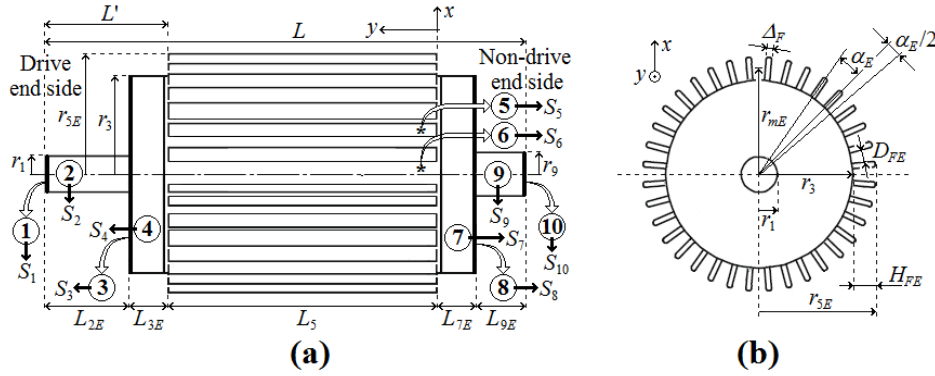 L'
L
x
y
Drive end side
Non-drive end side
r5E
r3
r1
r9
1
2
3
4
5
6
7
8
9
10
*
*
S1
S2
S3
S4
S5
S6
S7
S8
S9
S10
L2E
L3E
L5
L7E
L9E
(a)
x
y
ΔF
αE
αE/2
rmE
DFE
r3
r1
HFE
r5E
(b)